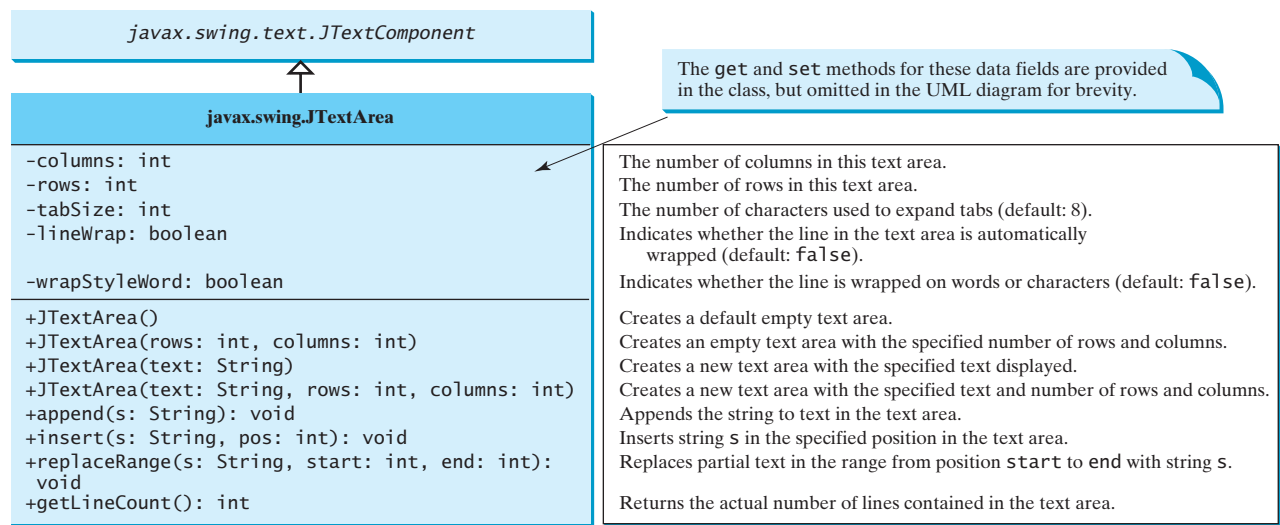 javax.swing.text.JTextComponent
The get and set methods for these data fields are provided
in the class, but omitted in the UML diagram for brevity.
javax.swing.JTextArea
-columns: int
The number of columns in this text area.
-rows: int
The number of rows in this text area.
-tabSize: int
The number of characters used to expand tabs (default: 8).
-lineWrap: boolean
Indicates whether the line in the text area is automatically
wrapped (default: false).
-wrapStyleWord: boolean
Indicates whether the line is wrapped on words or characters (default: false).
+JTextArea()
Creates a default empty text area.
+JTextArea(rows: int, columns: int)
Creates an empty text area with the specified number of rows and columns.
+JTextArea(text: String)
Creates a new text area with the specified text displayed.
+JTextArea(text: String, rows: int, columns: int)
Creates a new text area with the specified text and number of rows and columns.
+append(s: String): void
Appends the string to text in the text area.
+insert(s: String, pos: int): void
Inserts string s in the specified position in the text area.
+replaceRange(s: String, start: int, end: int):
void
Replaces partial text in the range from position start to end with string s.
+getLineCount(): int
Returns the actual number of lines contained in the text area.